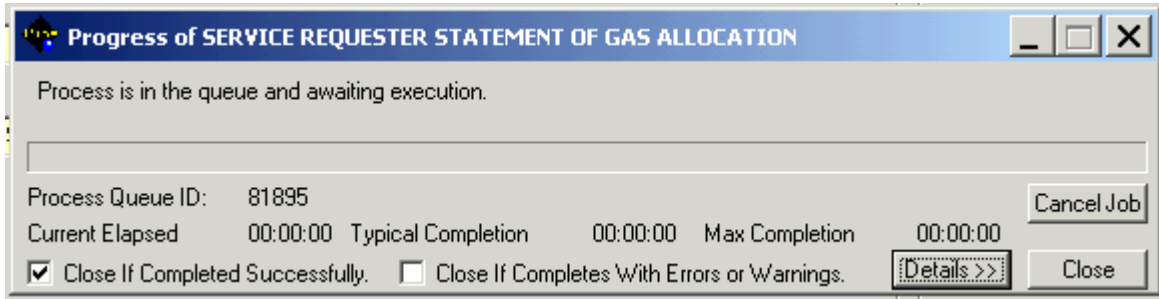 Progress of SERVICE REQUESTER STATEMENT OF GAS ALLOCATION
Process is in the queue and awaiting execution.
Process Queue ID: 81895
Cancel Job
Current Elapsed 00:00:00 Typical Completion 00:00:00 Max Completion 00:00:00
Close If Completed Successfully. Close If Completes With Errors or Warnings. Details >> Close